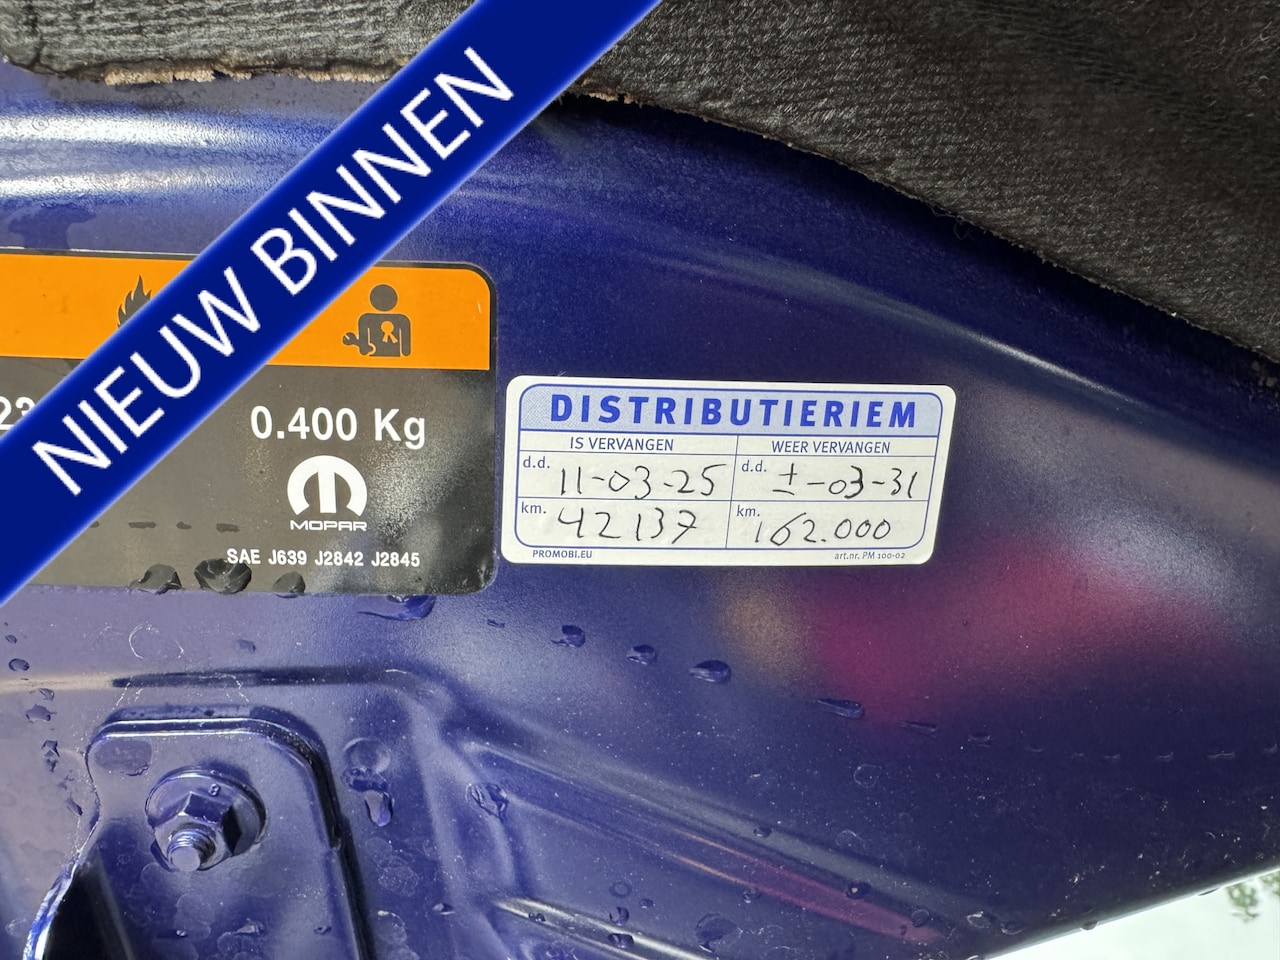 NIEUW BINNEN
0.400 Kg
MOPAR
SAE J639 J2842 J2845
DISTRIBUTIERIEM
IS VERVANGEN WEER VERVANGEN
d.d. 11-03-25 d.d. ±-03-31
km. 42137 km. 162.000
PROMOBI.EU art.nr. PM 100-02